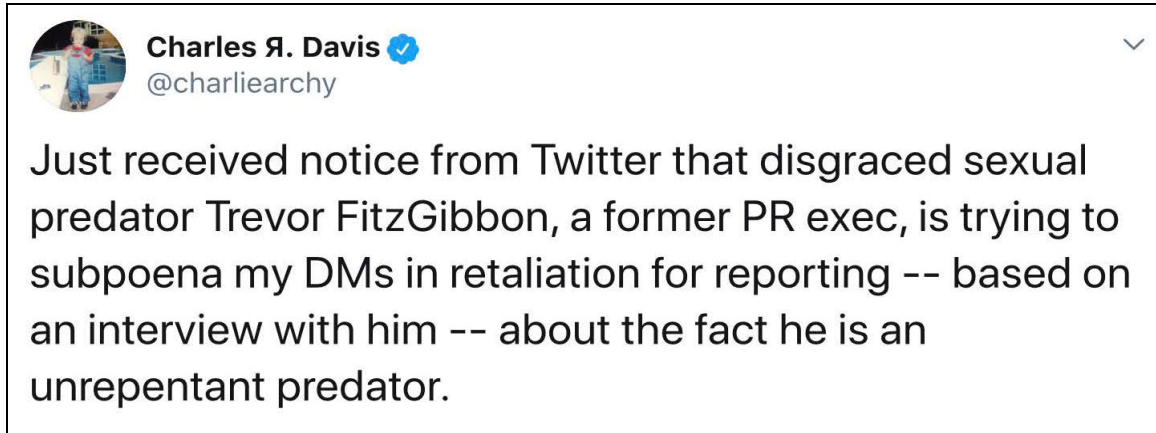 Charles Я. Davis
@charliearchy
Just received notice from Twitter that disgraced sexual
predator Trevor FitzGibbon, a former PR exec, is trying to
subpoena my DMs in retaliation for reporting -- based on
an interview with him -- about the fact he is an
unrepentant predator.